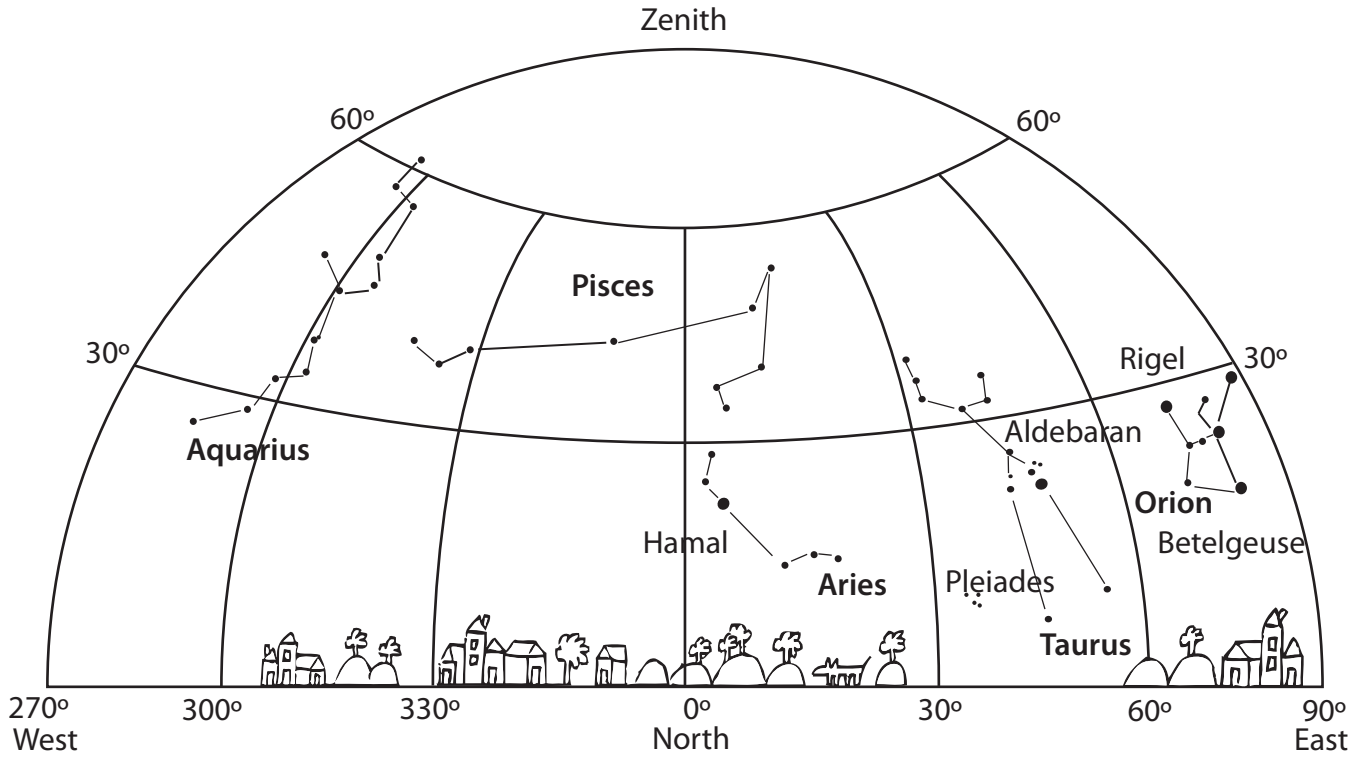 Zenith
60º
60º
Pisces
30º
Rigel
30º
Aquarius
Aldebaran
Orion
Hamal
Betelgeuse
Aries
Pleiades
Taurus
270º
300º
330º
0º
30º
60º
90º
West
North
East